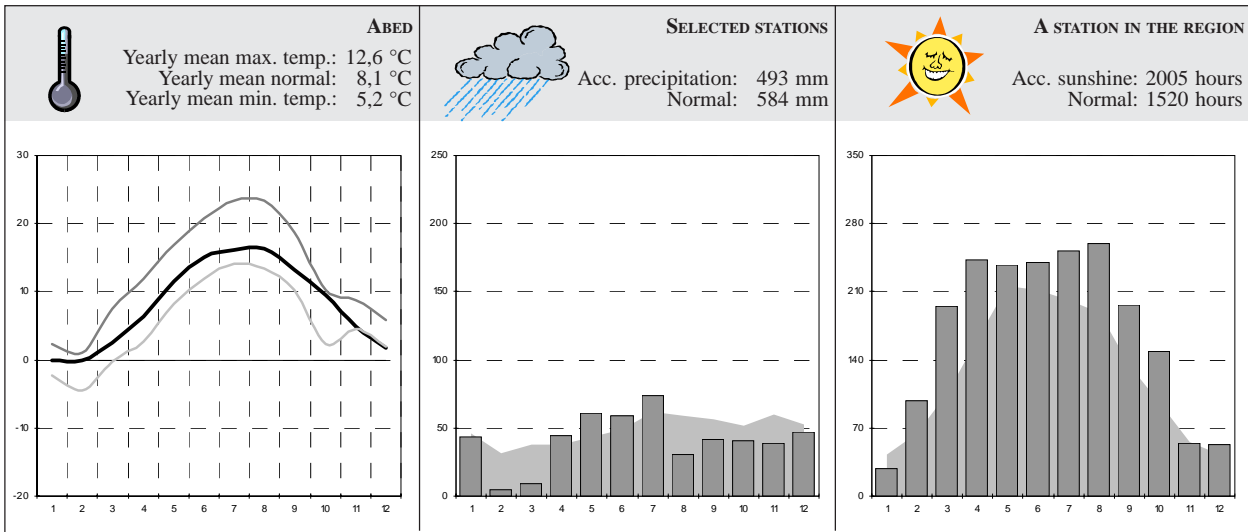 ABED
Yearly mean max. temp.: 12,6 °C
Yearly mean normal: 8,1 °C
Yearly mean min. temp.: 5,2 °C
30
20
10
0
-10
-20
1 2 3 4 5 6 7 8 9 10 11 12
SELECTED STATIONS
Acc. precipitation: 493 mm
Normal: 584 mm
250
200
150
100
50
0
1 2 3 4 5 6 7 8 9 10 11 12
A STATION IN THE REGION
Acc. sunshine: 2005 hours
Normal: 1520 hours
350
280
210
140
70
0
1 2 3 4 5 6 7 8 9 10 11 12